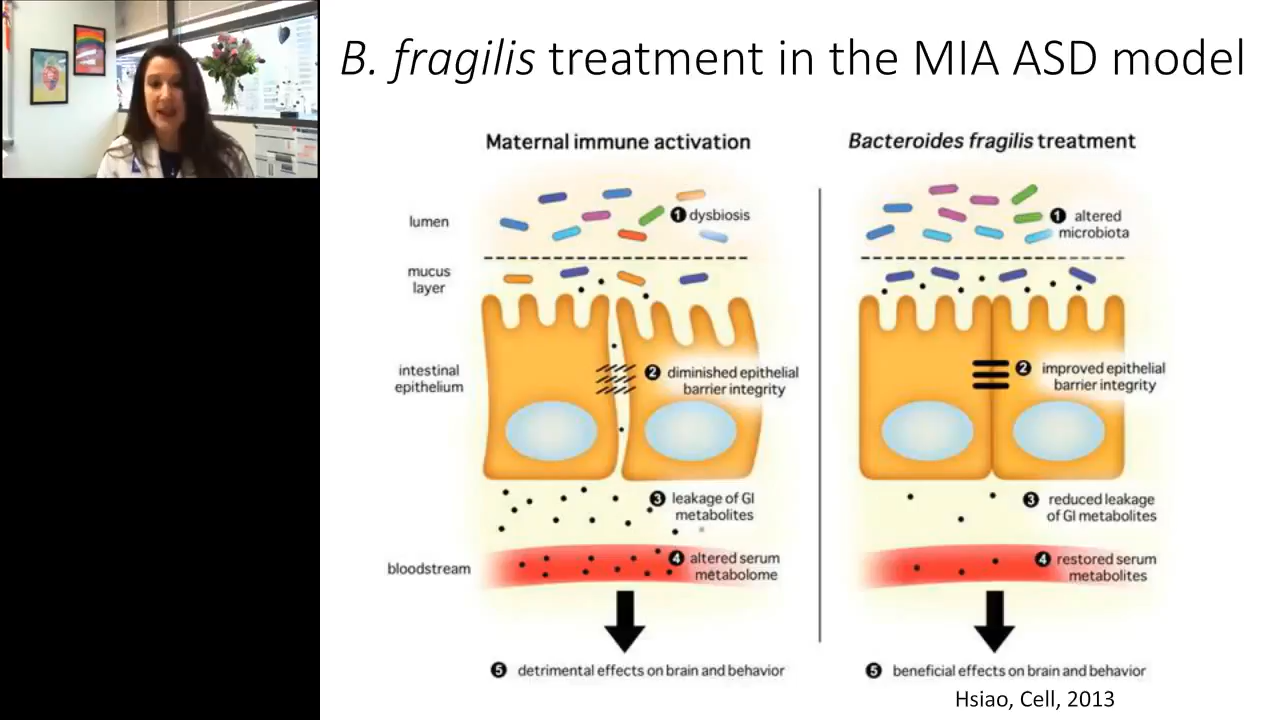 B. fragilis treatment in the MIA ASD model
Maternal immune activation
lumen
1 dysbiosis
mucus
layer
intestinal
epithelium
2 diminished epithelial
barrier integrity
3 leakage of GI
metabolites
bloodstream
4 altered serum
metabolome
5 detrimental effects on brain and behavior
Bacteroides fragilis treatment
1 altered
microbiota
2 improved epithelial
barrier integrity
3 reduced leakage
of GI metabolites
4 restored serum
metabolites
5 beneficial effects on brain and behavior
Hsiao, Cell, 2013